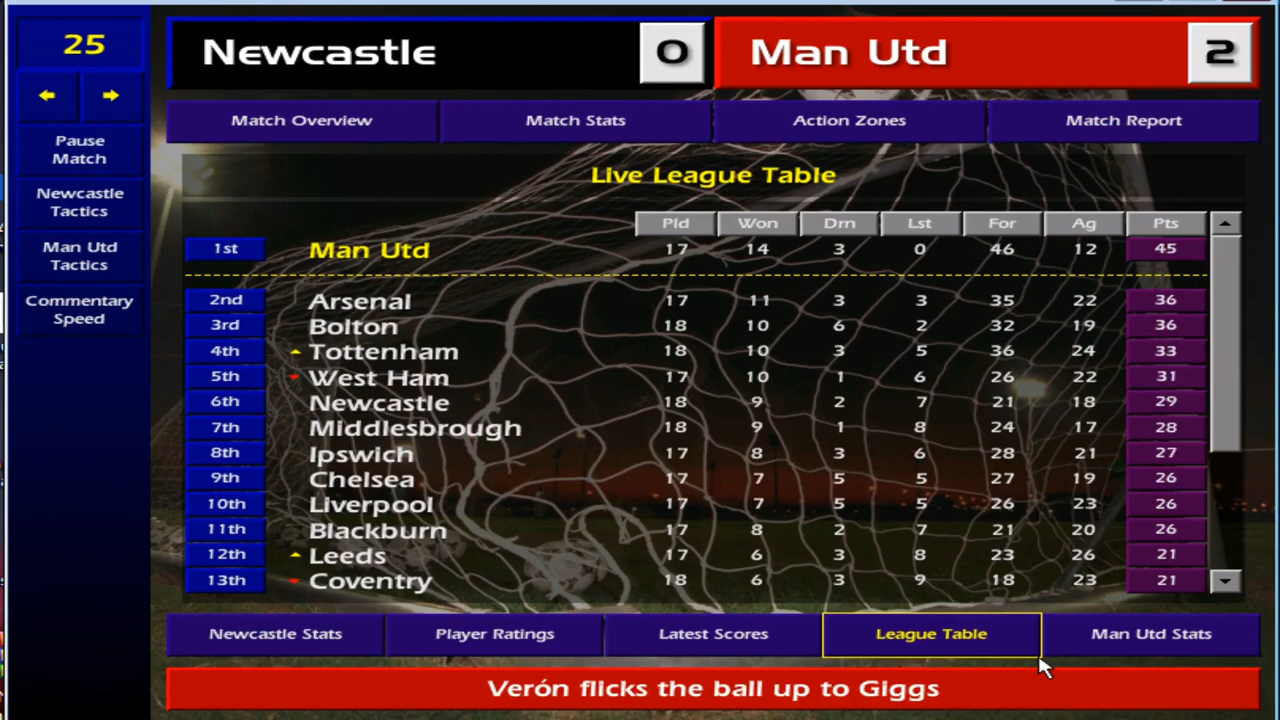 25
Newcastle 0 Man Utd 2
Pause Match
Newcastle Tactics
Man Utd Tactics
Commentary Speed
Match Overview Match Stats Action Zones Match Report
Live League Table
Pld Won Drn Lst For Ag Pts
1st Man Utd 17 14 3 0 46 12 45
2nd Arsenal 17 11 3 3 35 22 36
3rd Bolton 18 10 6 2 32 19 36
4th Tottenham 18 10 3 5 36 24 33
5th West Ham 17 10 1 6 26 22 31
6th Newcastle 18 9 2 7 21 18 29
7th Middlesbrough 18 9 1 8 24 17 28
8th Ipswich 17 8 3 6 28 21 27
9th Chelsea 17 7 5 5 27 19 26
10th Liverpool 17 7 5 5 26 23 26
11th Blackburn 17 8 2 7 21 20 26
12th Leeds 17 6 3 8 23 26 21
13th Coventry 18 6 3 9 18 23 21
Newcastle Stats Player Ratings Latest Scores League Table Man Utd Stats
Verón flicks the ball up to Giggs